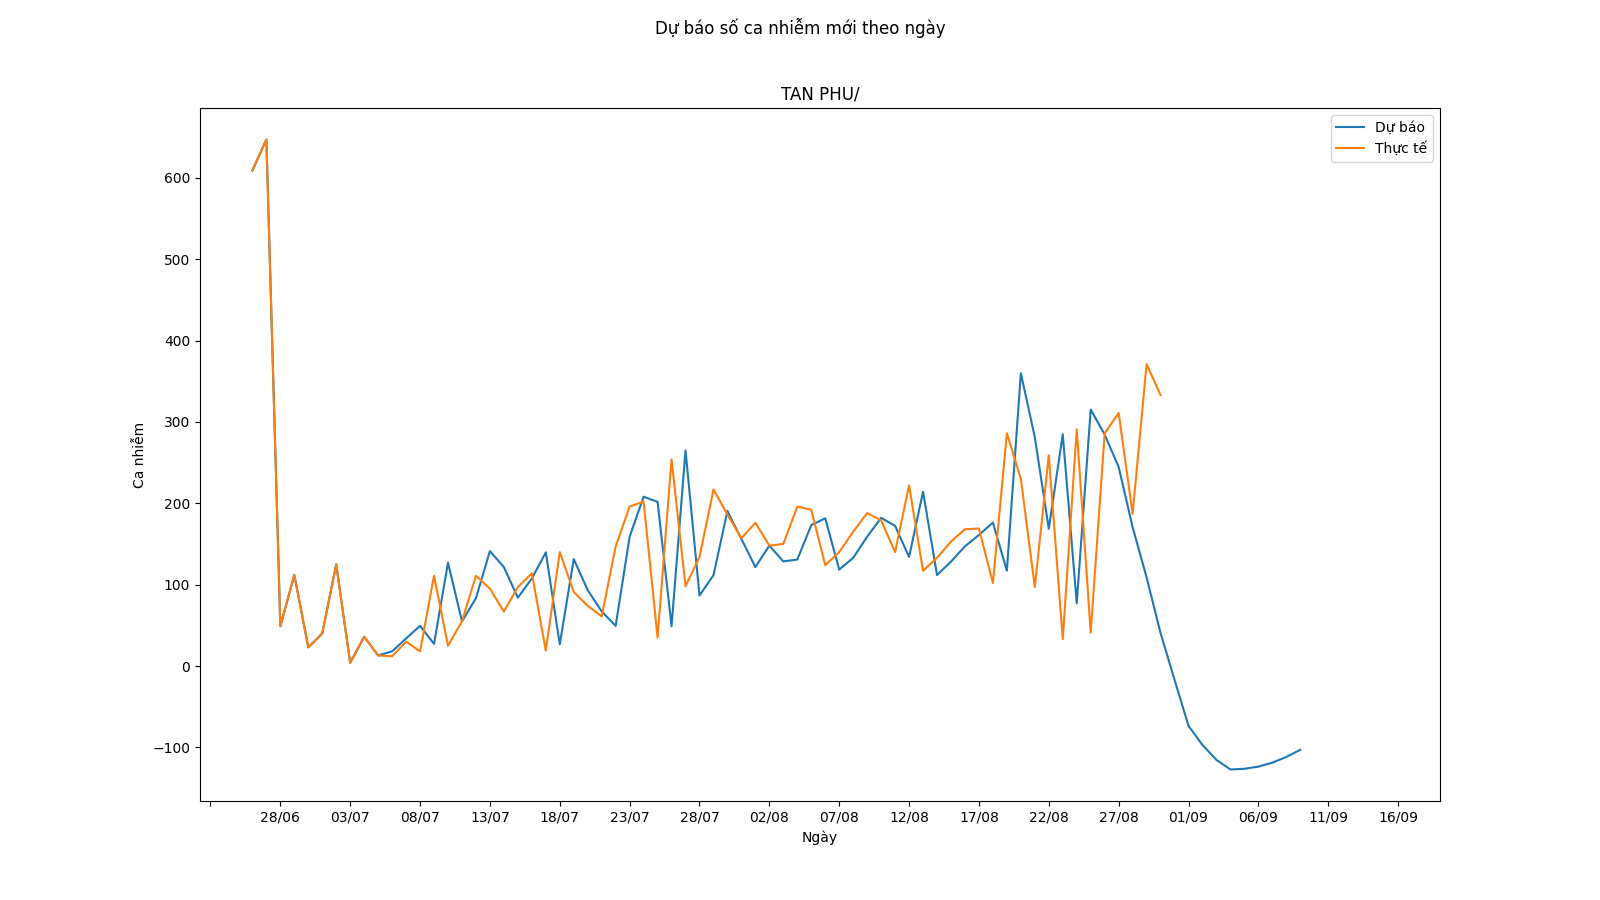 Dự báo số ca nhiễm mới theo ngày
TAN PHU/
Dự báo
Thực tế
600
500
400
300
200
100
0
−100
Ca nhiễm
28/06 03/07 08/07 13/07 18/07 23/07 28/07 02/08 07/08 12/08 17/08 22/08 27/08 01/09 06/09 11/09 16/09
Ngày